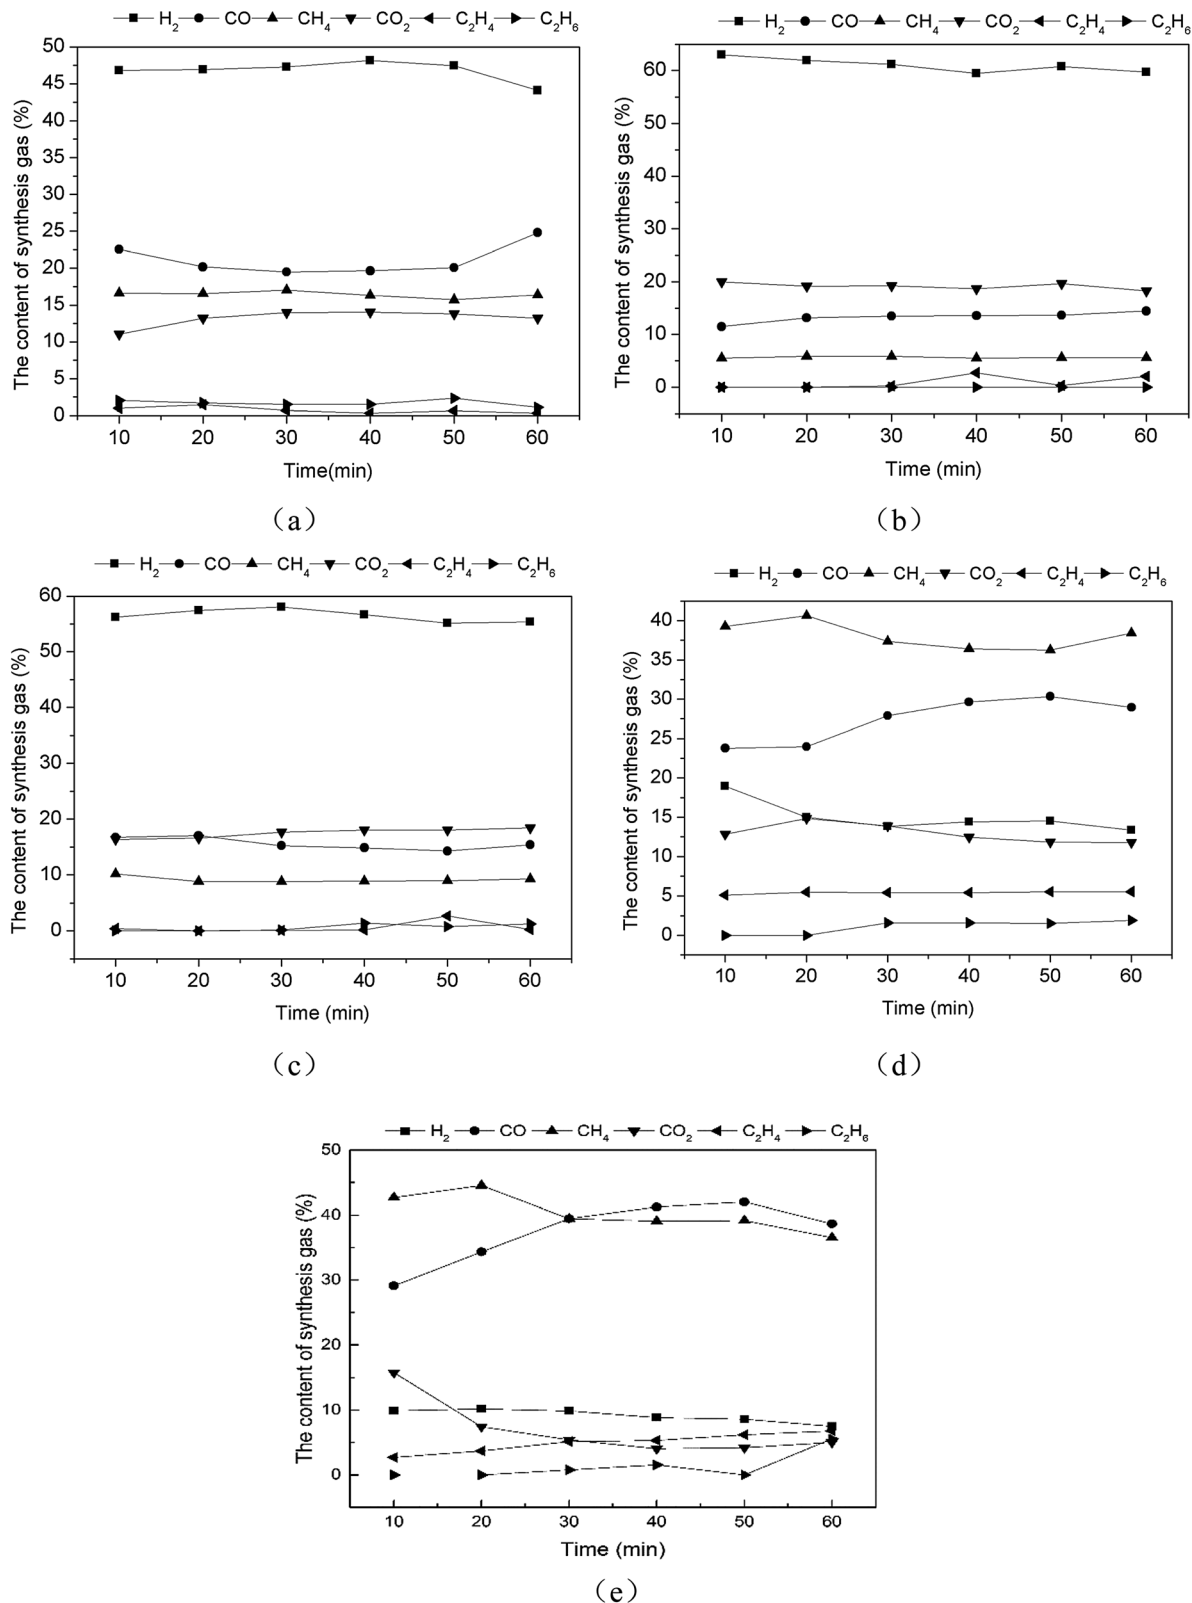 H2 CO CH4 CO2 C2H4 C2H6
The content of synthesis gas (%)
50
45
40
35
30
25
20
15
10
5
0
10 20 30 40 50 60
Time(min)
（a）
H2 CO CH4 CO2 C2H4 C2H6
The content of synthesis gas (%)
60
50
40
30
20
10
0
10 20 30 40 50 60
Time (min)
（b）
H2 CO CH4 CO2 C2H4 C2H6
The content of synthesis gas (%)
60
50
40
30
20
10
0
10 20 30 40 50 60
Time (min)
（c）
H2 CO CH4 CO2 C2H4 C2H6
The content of synthesis gas (%)
40
35
30
25
20
15
10
5
0
10 20 30 40 50 60
Time (min)
（d）
H2 CO CH4 CO2 C2H4 C2H6
The content of synthesis gas (%)
50
40
30
20
10
0
10 20 30 40 50 60
Time (min)
（e）